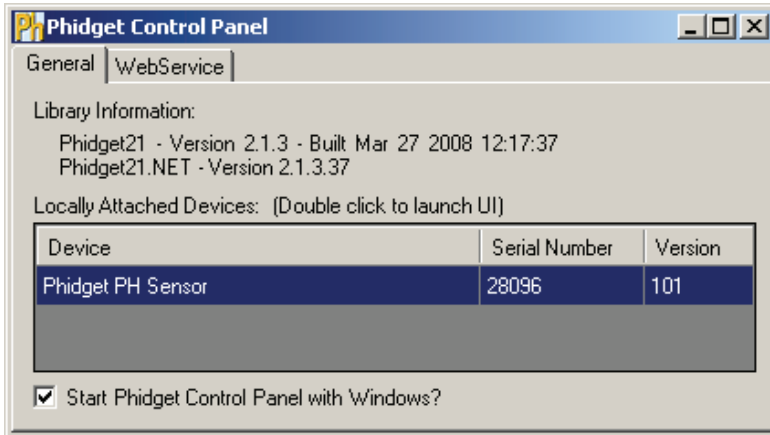 Ph Phidget Control Panel
General WebService
Library Information:
Phidget21 - Version 2.1.3 - Built Mar 27 2008 12:17:37
Phidget21.NET - Version 2.1.3.37
Locally Attached Devices: (Double click to launch UI)
Device Serial Number Version
Phidget PH Sensor 28096 101
Start Phidget Control Panel with Windows?